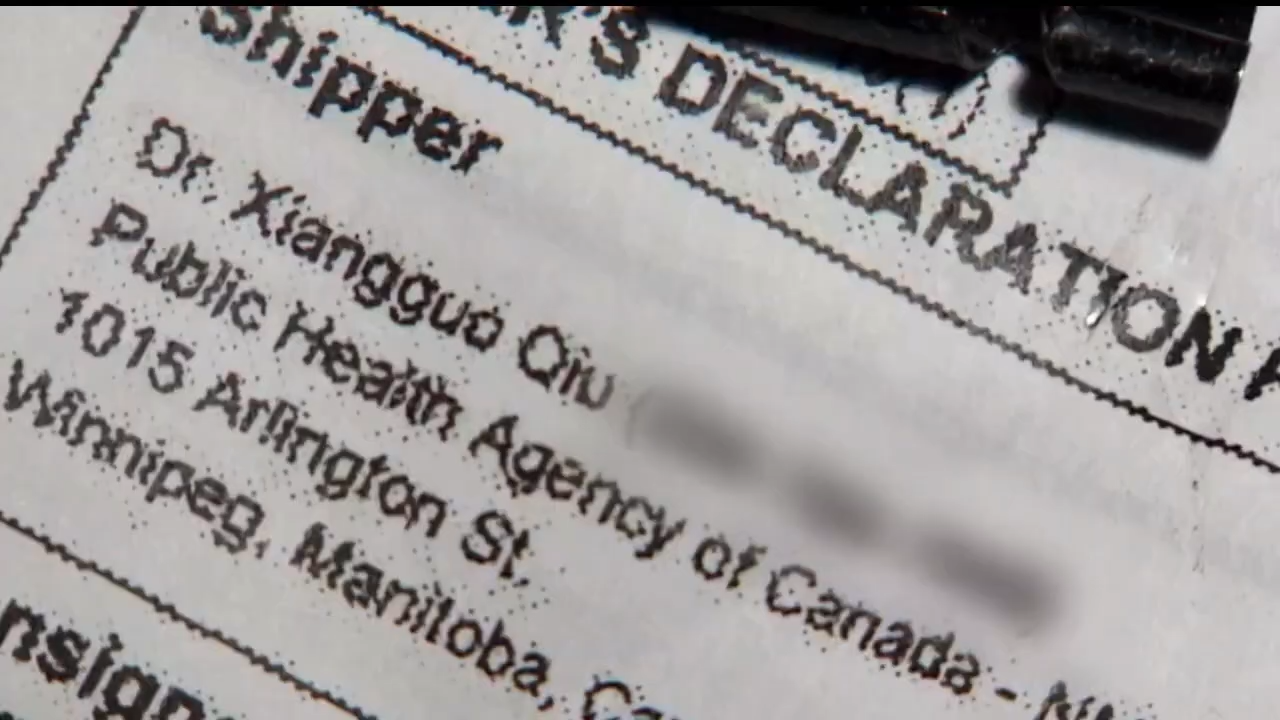 DECLARATION
Shipper
Dr. Xiangguo Qiu
Public Health Agency of Canada -
1015 Arlington St.
Winnipeg, Manitoba,